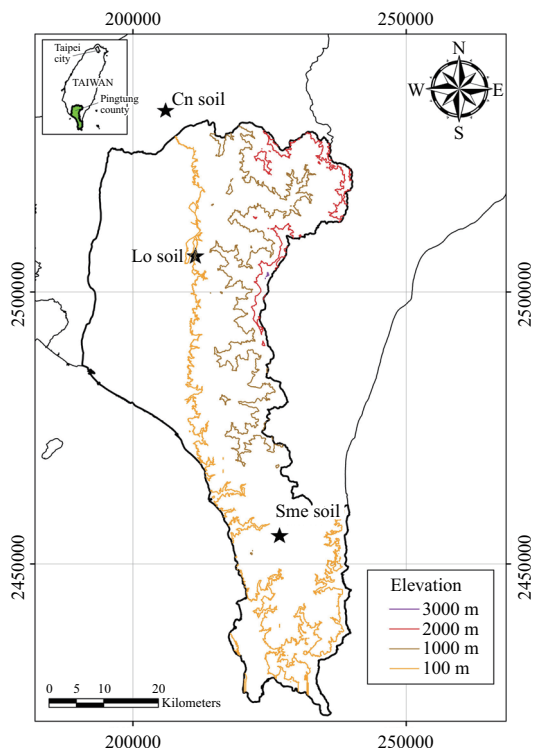 200000
250000
Taipei
city
TAIWAN
Pingtung
county
Cn soil
N
W
E
S
Lo soil
2500000
2500000
Sme soil
2450000
2450000
Elevation
3000 m
2000 m
1000 m
100 m
0 5 10 20
Kilometers
200000
250000